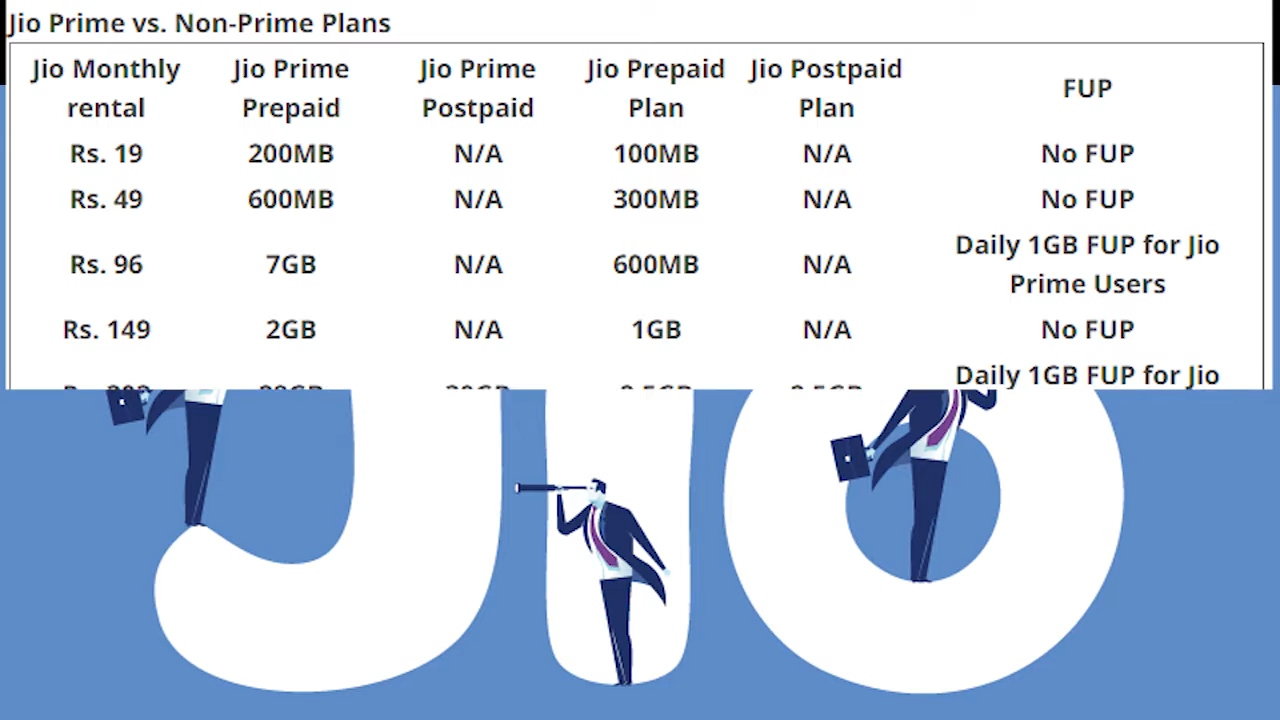 Jio Prime vs. Non-Prime Plans
Jio Monthly rental Jio Prime Prepaid Jio Prime Postpaid Jio Prepaid Plan Jio Postpaid Plan FUP
Rs. 19 200MB N/A 100MB N/A No FUP
Rs. 49 600MB N/A 300MB N/A No FUP
Rs. 96 7GB N/A 600MB N/A Daily 1GB FUP for Jio Prime Users
Rs. 149 2GB N/A 1GB N/A No FUP
Daily 1GB FUP for Jio
JIO